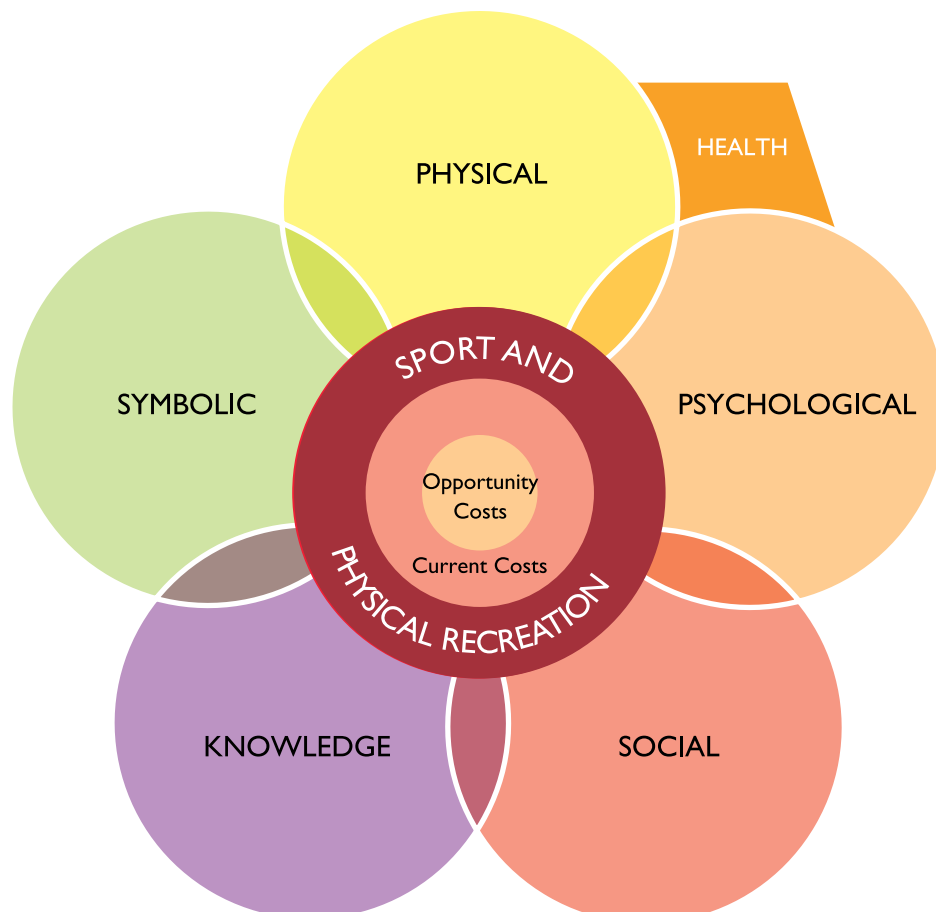 PHYSICAL
HEALTH
SYMBOLIC
PSYCHOLOGICAL
SPORT AND
PHYSICAL RECREATION
Opportunity
Costs
Current Costs
KNOWLEDGE
SOCIAL